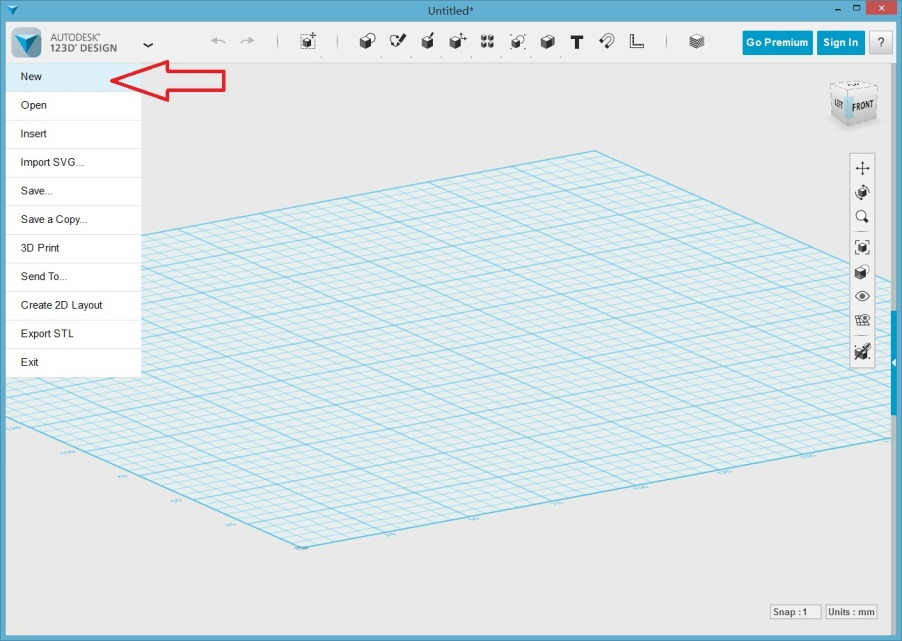 Untitled*
AUTODESK®
123D® DESIGN
T
Go Premium
Sign In
?
New
Open
Insert
Import SVG...
Save...
Save a Copy...
3D Print
Send To...
Create 2D Layout
Export STL
Exit
LEFT
FRONT
Snap : 1
Units : mm